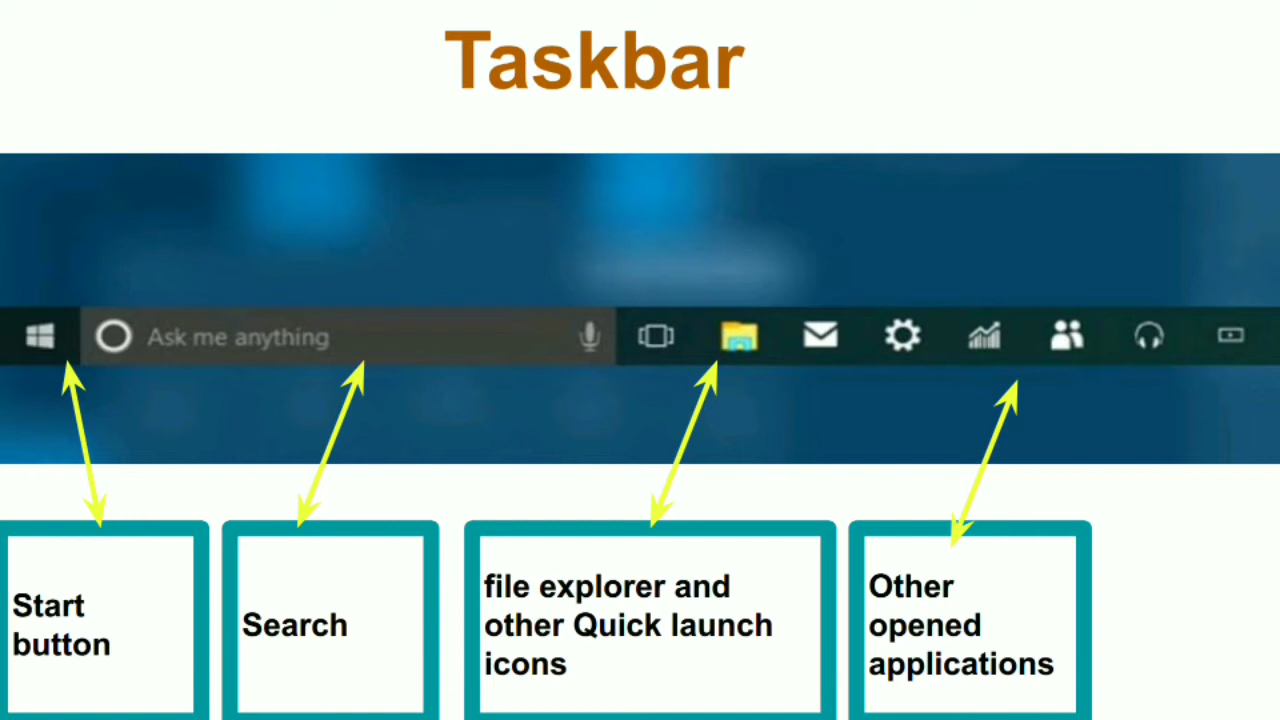 Taskbar
Ask me anything
Start
button
Search
file explorer and
other Quick launch
icons
Other
opened
applications